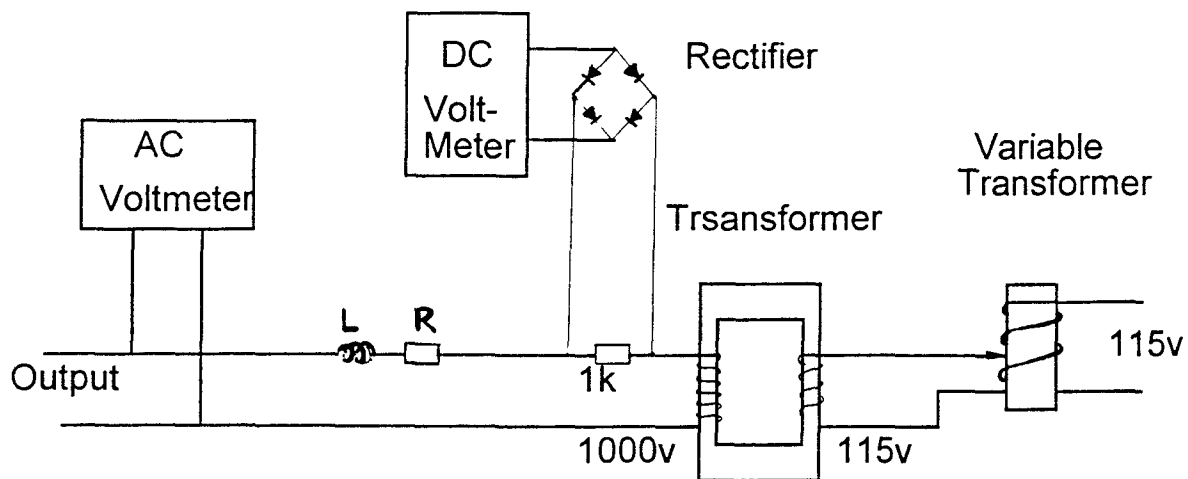 DC
Volt-
Meter
Rectifier
AC
Voltmeter
Variable
Transformer
Trsansformer
L
R
115v
Output
1k
1000v
115v